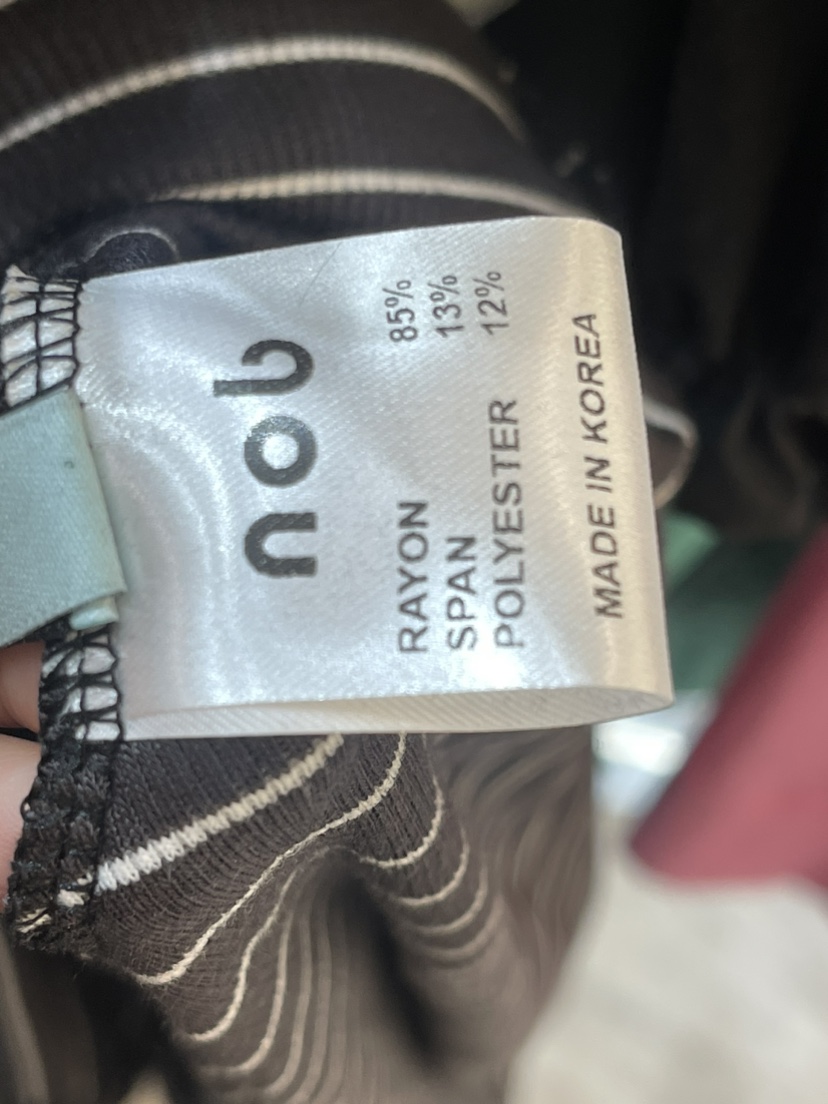 nob
RAYON 85%
SPAN 13%
POLYESTER 12%
MADE IN KOREA